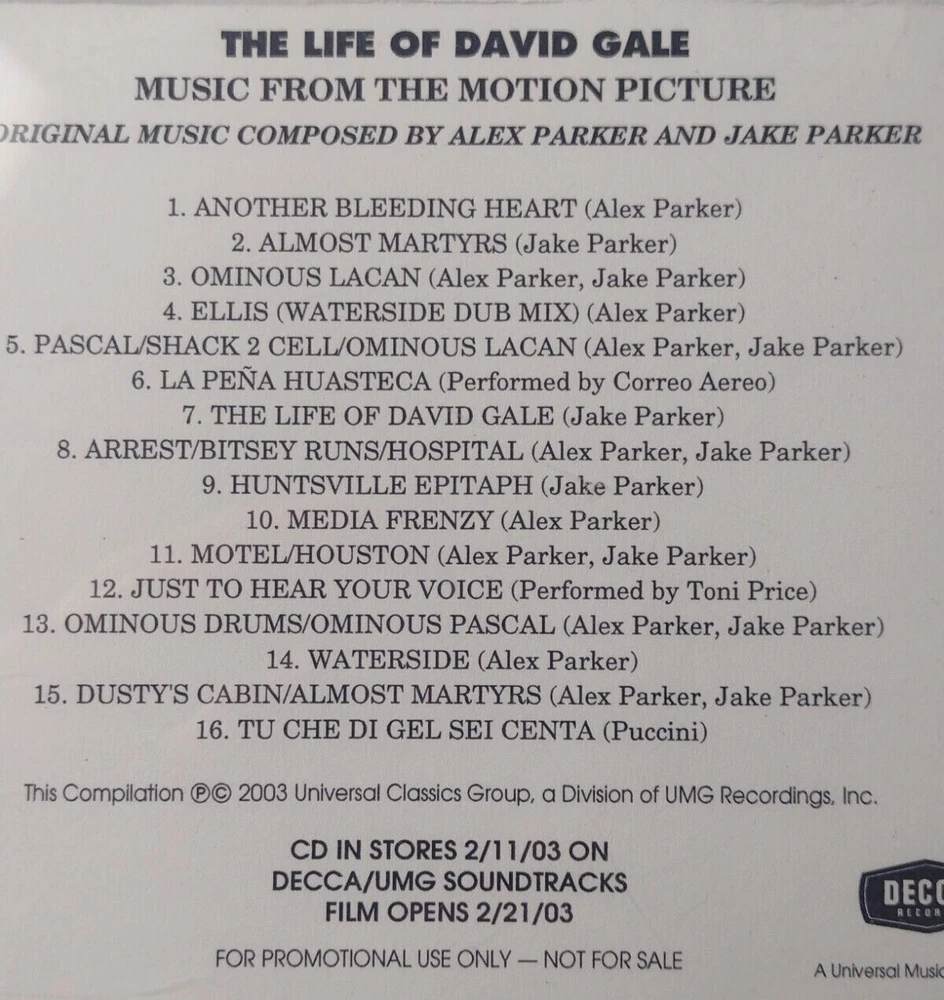 THE LIFE OF DAVID GALE
MUSIC FROM THE MOTION PICTURE
ORIGINAL MUSIC COMPOSED BY ALEX PARKER AND JAKE PARKER
1. ANOTHER BLEEDING HEART (Alex Parker)
2. ALMOST MARTYRS (Jake Parker)
3. OMINOUS LACAN (Alex Parker, Jake Parker)
4. ELLIS (WATERSIDE DUB MIX) (Alex Parker)
5. PASCAL/SHACK 2 CELL/OMINOUS LACAN (Alex Parker, Jake Parker)
6. LA PEÑA HUASTECA (Performed by Correo Aereo)
7. THE LIFE OF DAVID GALE (Jake Parker)
8. ARREST/BITSEY RUNS/HOSPITAL (Alex Parker, Jake Parker)
9. HUNTSVILLE EPITAPH (Jake Parker)
10. MEDIA FRENZY (Alex Parker)
11. MOTEL/HOUSTON (Alex Parker, Jake Parker)
12. JUST TO HEAR YOUR VOICE (Performed by Toni Price)
13. OMINOUS DRUMS/OMINOUS PASCAL (Alex Parker, Jake Parker)
14. WATERSIDE (Alex Parker)
15. DUSTY'S CABIN/ALMOST MARTYRS (Alex Parker, Jake Parker)
16. TU CHE DI GEL SEI CENTA (Puccini)
This Compilation ℗© 2003 Universal Classics Group, a Division of UMG Recordings, Inc.
CD IN STORES 2/11/03 ON
DECCA/UMG SOUNDTRACKS
FILM OPENS 2/21/03
DECC
RECOR
FOR PROMOTIONAL USE ONLY — NOT FOR SALE
A Universal Music